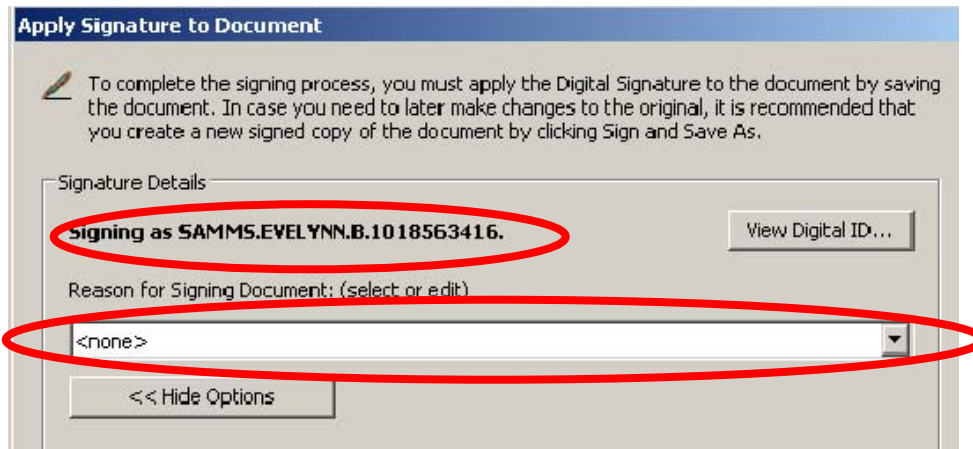 Apply Signature to Document
To complete the signing process, you must apply the Digital Signature to the document by saving
the document. In case you need to later make changes to the original, it is recommended that
you create a new signed copy of the document by clicking Sign and Save As.
Signature Details
Signing as SAMMS.EVELYNN.B.1018563416.
View Digital ID...
Reason for Signing Document: (select or edit)
<none>
<< Hide Options